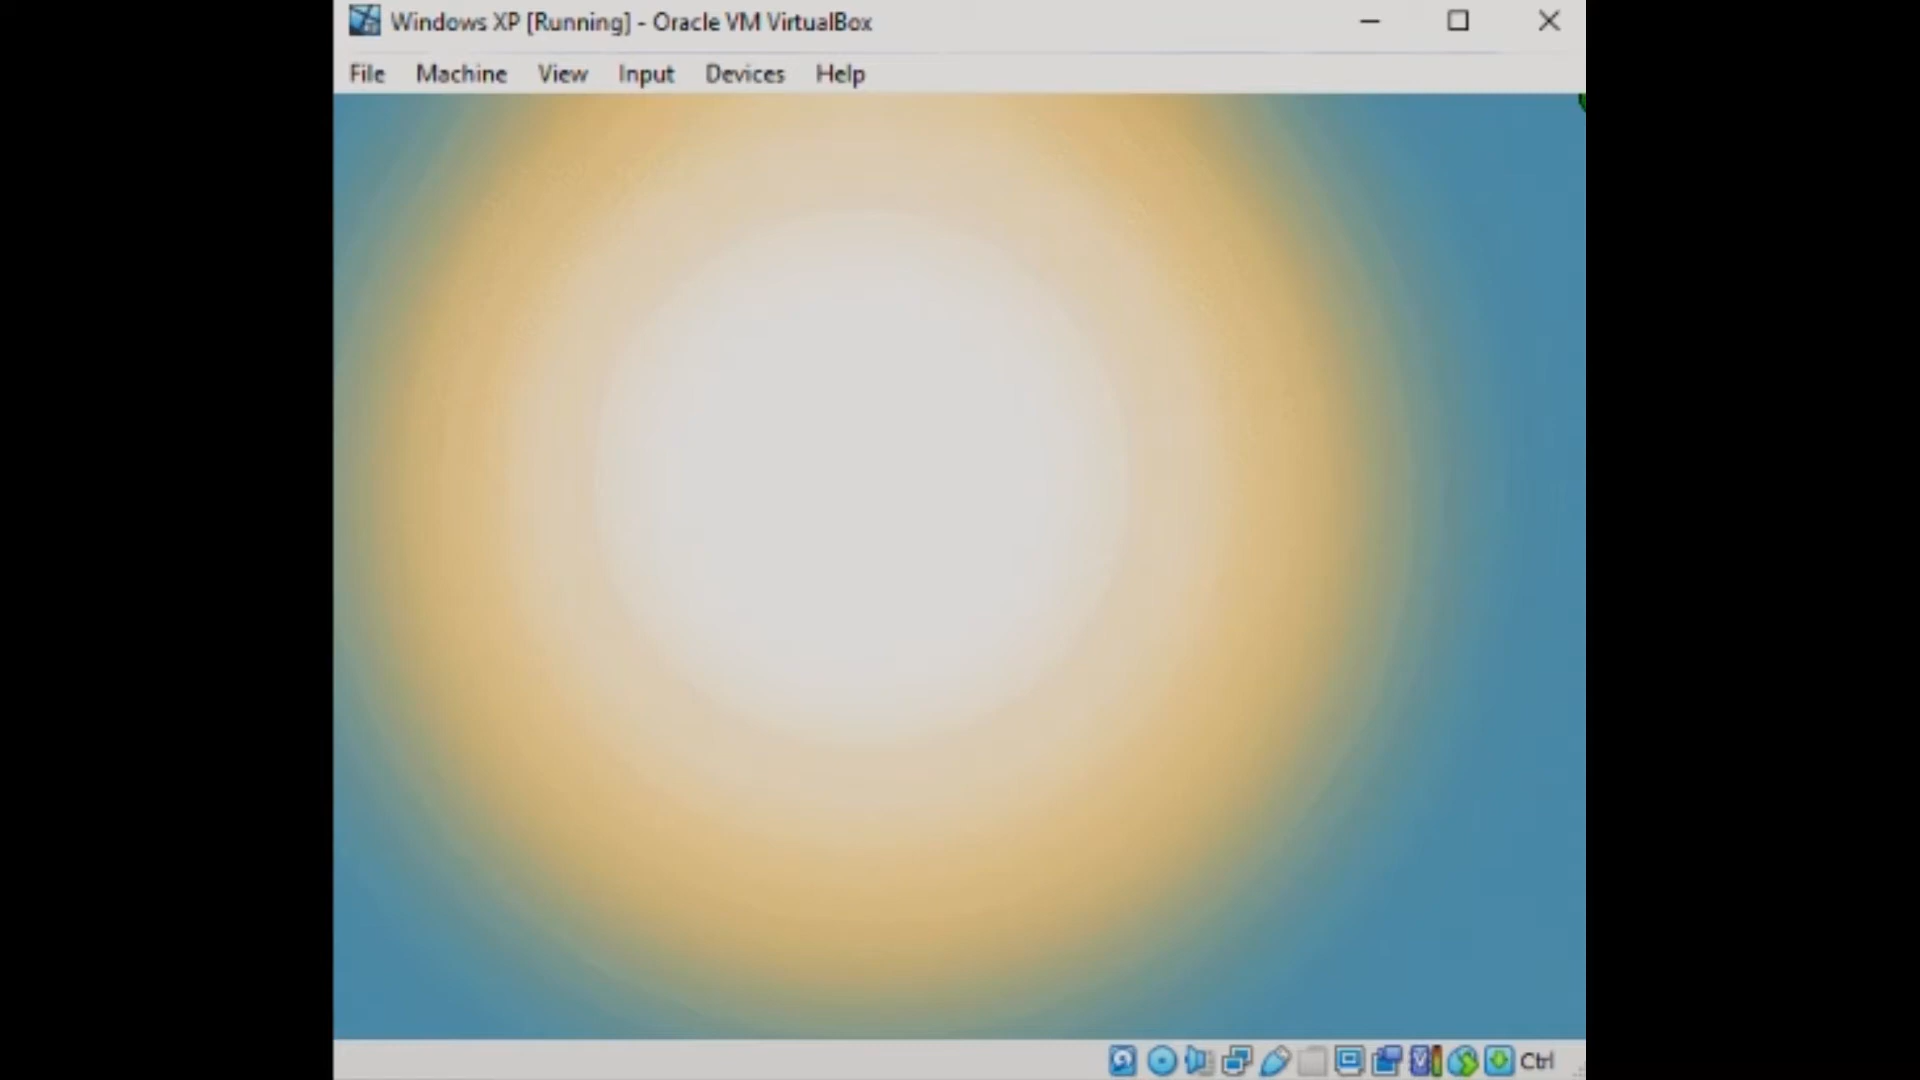 Windows XP [Running] - Oracle VM VirtualBox
File Machine View Input Devices Help
Ctrl